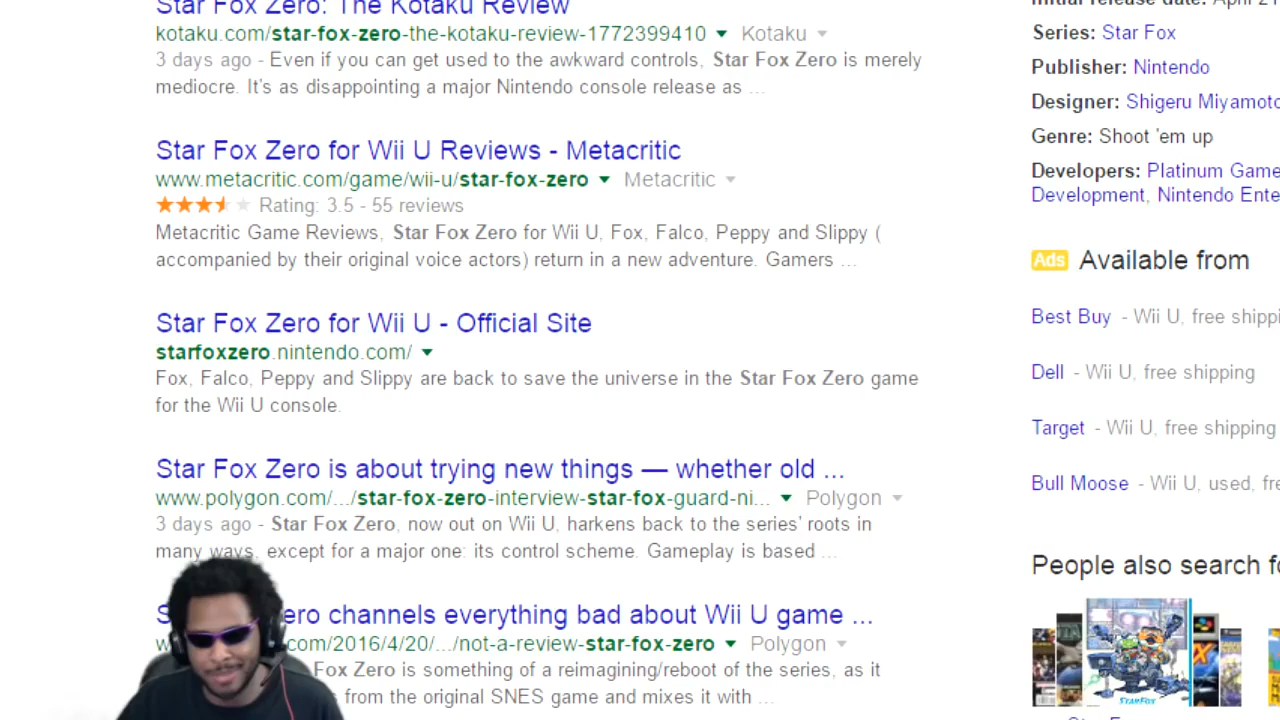 Star Fox Zero: The Kotaku Review
kotaku.com/star-fox-zero-the-kotaku-review-1772399410 Kotaku
3 days ago - Even if you can get used to the awkward controls, Star Fox Zero is merely
mediocre. It's as disappointing a major Nintendo console release as ...
Star Fox Zero for Wii U Reviews - Metacritic
www.metacritic.com/game/wii-u/star-fox-zero Metacritic
Rating: 3.5 - 55 reviews
Metacritic Game Reviews, Star Fox Zero for Wii U, Fox, Falco, Peppy and Slippy (
accompanied by their original voice actors) return in a new adventure. Gamers ...
Star Fox Zero for Wii U - Official Site
starfoxzero.nintendo.com/
Fox, Falco, Peppy and Slippy are back to save the universe in the Star Fox Zero game
for the Wii U console.
Star Fox Zero is about trying new things — whether old ...
www.polygon.com/.../star-fox-zero-interview-star-fox-guard-ni... Polygon
3 days ago - Star Fox Zero, now out on Wii U, harkens back to the series' roots in
many ways, except for a major one: its control scheme. Gameplay is based ...
ero channels everything bad about Wii U game ...
com/2016/4/20/.../not-a-review-star-fox-zero Polygon
Fox Zero is something of a reimagining/reboot of the series, as it
from the original SNES game and mixes it with ...
Initial release date: April 21
Series: Star Fox
Publisher: Nintendo
Designer: Shigeru Miyamoto
Genre: Shoot 'em up
Developers: Platinum Game
Development, Nintendo Ente
Ads Available from
Best Buy - Wii U, free shippi
Dell - Wii U, free shipping
Target - Wii U, free shipping
Bull Moose - Wii U, used, fre
People also search fo